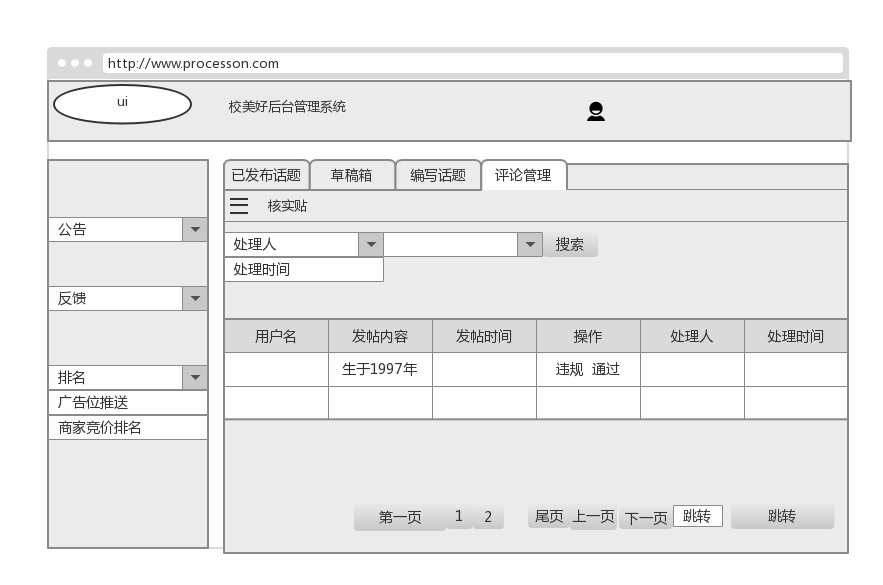 http://www.processon.com
ui
校美好后台管理系统
已发布话题 草稿箱 编写话题 评论管理
核实贴
公告
处理人 搜索
处理时间
反馈
用户名 发帖内容 发帖时间 操作 处理人 处理时间
生于1997年 违规 通过
排名
广告位推送
商家竞价排名
第一页 1 2 尾页 上一页 下一页 跳转 跳转